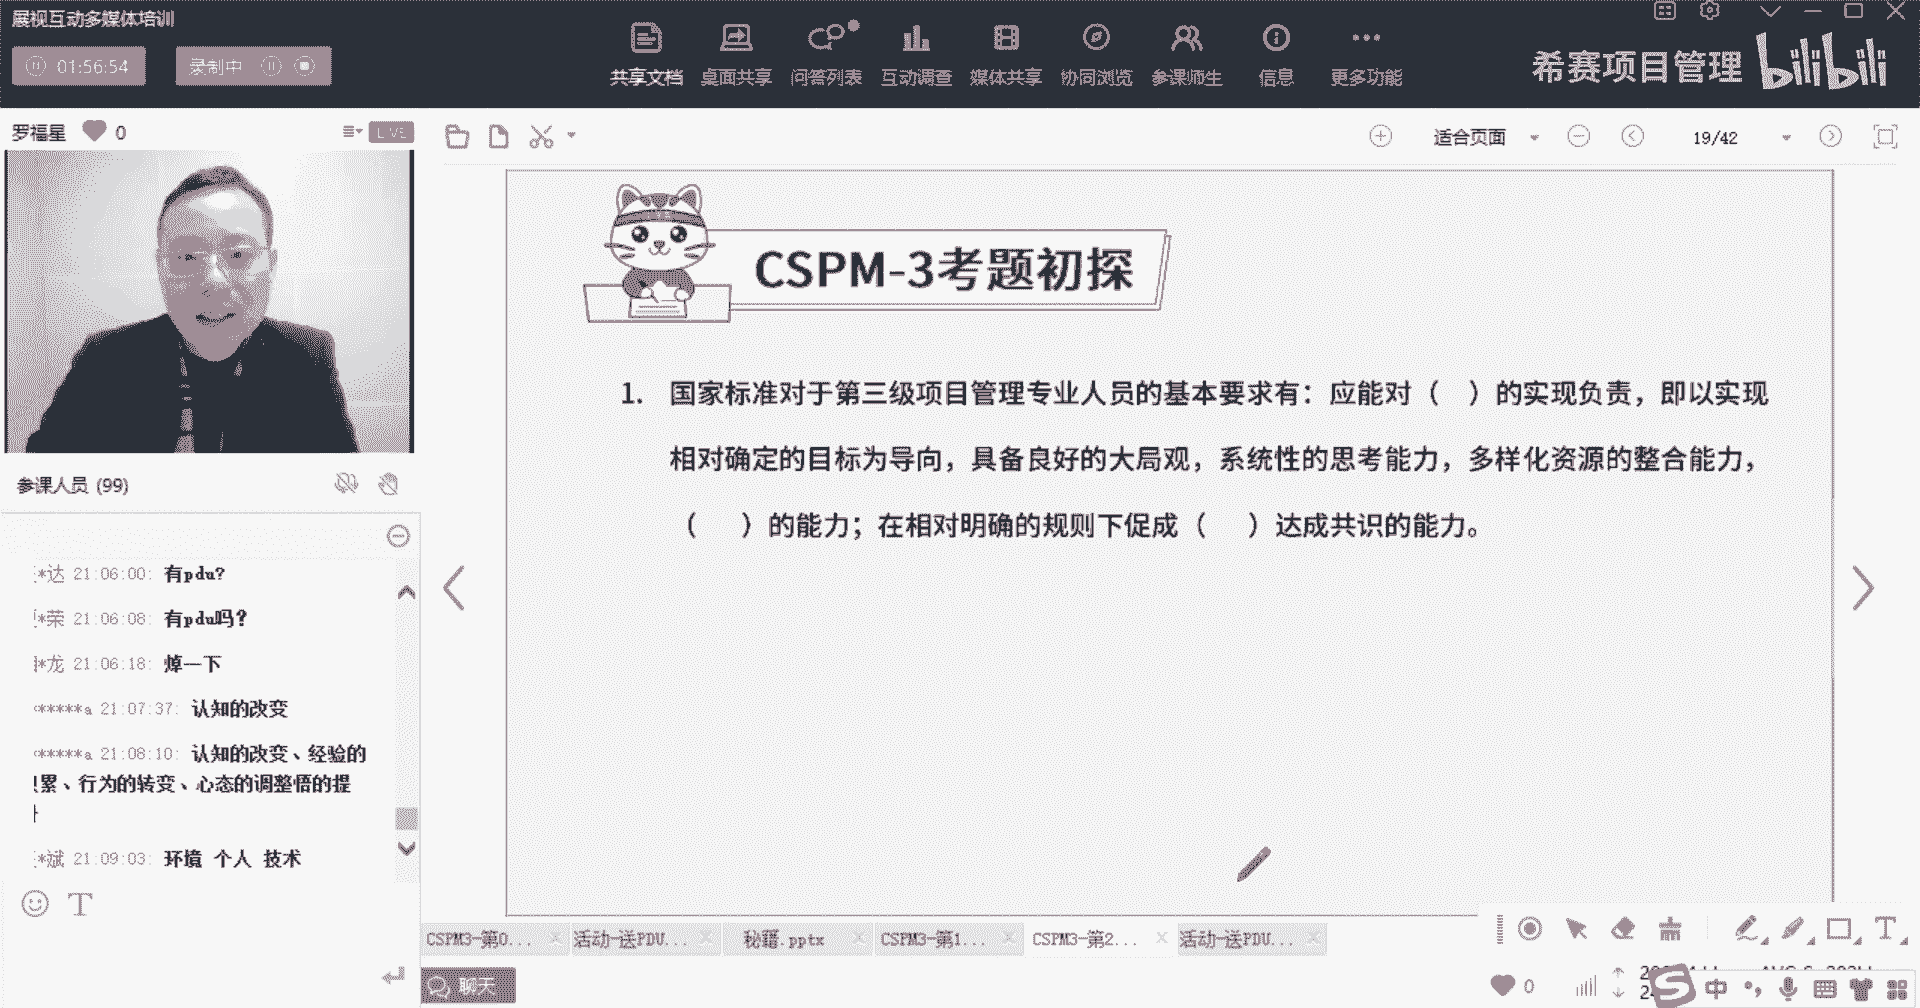 展视互动多媒体培训
01:56:54
录制中
共享文档
桌面共享
问答列表
互动调查
媒体共享
协同浏览
参课师生
信息
更多功能
希赛项目管理
bilibili
罗福星
0
LIVE
适合页面
19/42
CSPM-3考题初探
1. 国家标准对于第三级项目管理专业人员的基本要求有：应能对（ ）的实现负责，即以实现
相对确定的目标为导向，具备良好的大局观，系统性的思考能力，多样化资源的整合能力，
（ ）的能力；在相对明确的规则下促成（ ）达成共识的能力。
参课人员 (99)
*达 21:06:00: 有pdu?
*荣 21:06:08: 有pdu吗?
*龙 21:06:18: 焯一下
*****a 21:07:37: 认知的改变
*****a 21:08:10: 认知的改变、经验的
累、行为的转变、心态的调整悟的提
*斌 21:09:03: 环境 个人 技术
T
CSPM3-第0...
活动-送PDU...
秘籍.pptx
CSPM3-第1...
CSPM3-第2...
活动-送PDU...
T
聊天
0
S
中